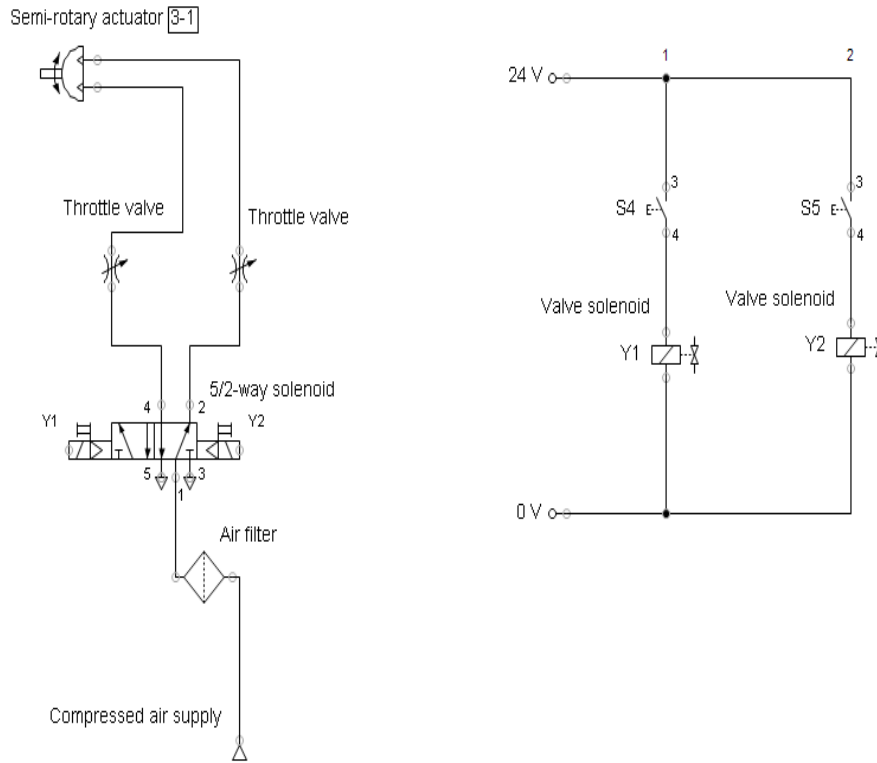 Semi-rotary actuator 3-1
1
2
24 V
3
3
S4
S5
4
4
Throttle valve
Throttle valve
Valve solenoid
Valve solenoid
Y1
Y2
5/2-way solenoid
4
2
Y1
Y2
5
1
3
0 V
Air filter
Compressed air supply